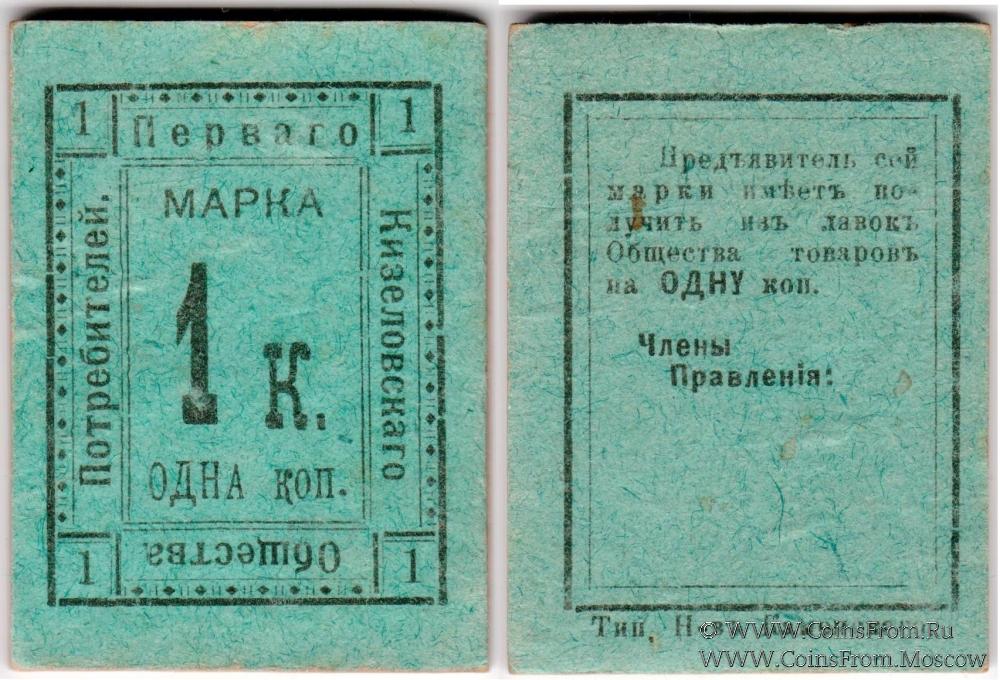 1 Перваго 1
Кизеловскаго
Общества
Потребителей.
МАРКА
1 к.
ОДНА коп.
1 1
Предъявитель сей
марки имѣетъ по-
лучить изъ лавокъ
Общества товаровъ
на ОДНУ коп.
Члены
Правленія:
Тип.
© WWW.CoinsFrom.Ru
WWW.CoinsFrom.Moscow